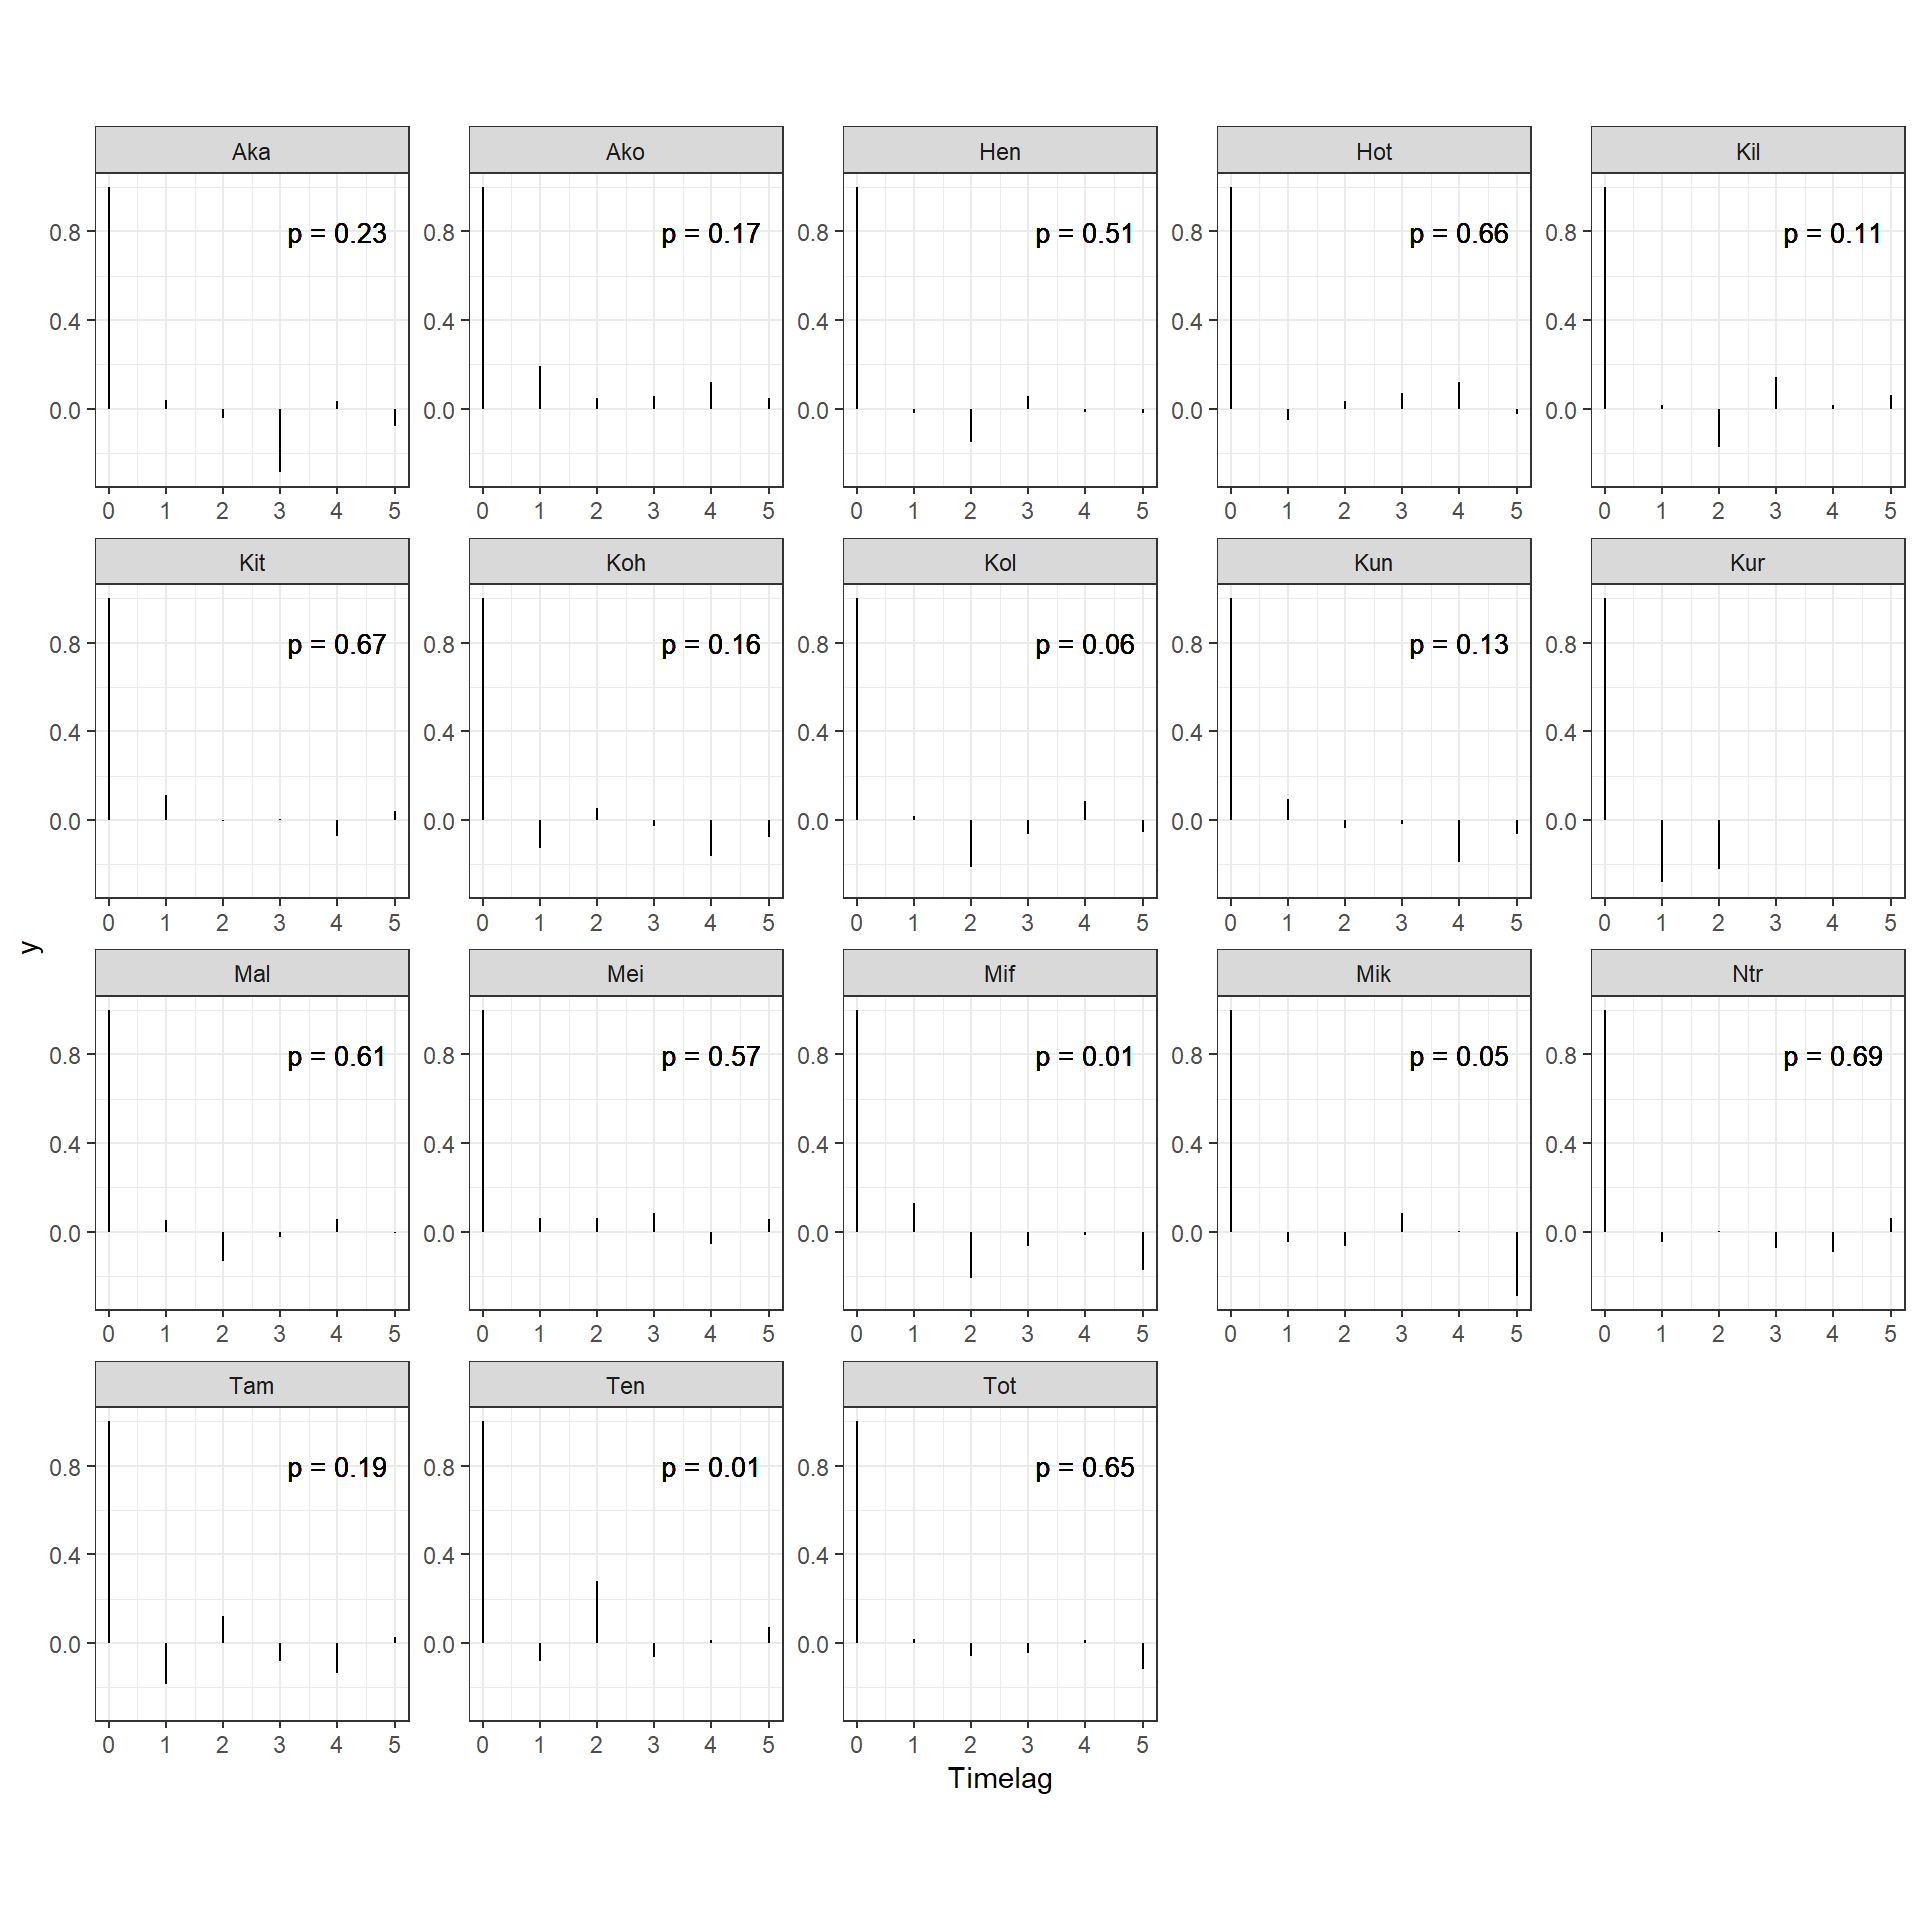 Aka Ako Hen Hot Kil
p = 0.23 p = 0.17 p = 0.51 p = 0.66 p = 0.11
0.8 0.8 0.8 0.8 0.8
0.4 0.4 0.4 0.4 0.4
0.0 0.0 0.0 0.0 0.0
0 1 2 3 4 5 0 1 2 3 4 5 0 1 2 3 4 5 0 1 2 3 4 5 0 1 2 3 4 5
Kit Koh Kol Kun Kur
p = 0.67 p = 0.16 p = 0.06 p = 0.13
0.8 0.8 0.8 0.8 0.8
0.4 0.4 0.4 0.4 0.4
0.0 0.0 0.0 0.0 0.0
0 1 2 3 4 5 0 1 2 3 4 5 0 1 2 3 4 5 0 1 2 3 4 5 0 1 2 3 4 5
y
Mal Mei Mif Mik Ntr
p = 0.61 p = 0.57 p = 0.01 p = 0.05 p = 0.69
0.8 0.8 0.8 0.8 0.8
0.4 0.4 0.4 0.4 0.4
0.0 0.0 0.0 0.0 0.0
0 1 2 3 4 5 0 1 2 3 4 5 0 1 2 3 4 5 0 1 2 3 4 5 0 1 2 3 4 5
Tam Ten Tot
p = 0.19 p = 0.01 p = 0.65
0.8 0.8 0.8
0.4 0.4 0.4
0.0 0.0 0.0
0 1 2 3 4 5 0 1 2 3 4 5 0 1 2 3 4 5
Timelag